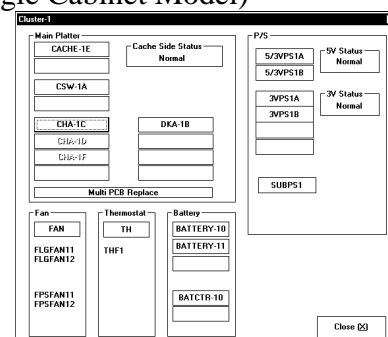 gle Cabinet Model)
Cluster-1
Main Platter
CACHE-1E
Cache Side Status
Normal
CSW-1A
CHA-1C
DKA-1B
CHA-1D
CHA-1F
Multi PCB Replace
P/S
5/3VPS1A
5/3VPS1B
5V Status
Normal
3VPS1A
3VPS1B
3V Status
Normal
SUBPS1
Fan
FAN
FLGFAN11
FLGFAN12
FPSFAN11
FPSFAN12
Thermostat
TH
THF1
Battery
BATTERY-10
BATTERY-11
BATCTR-10
Close (X)